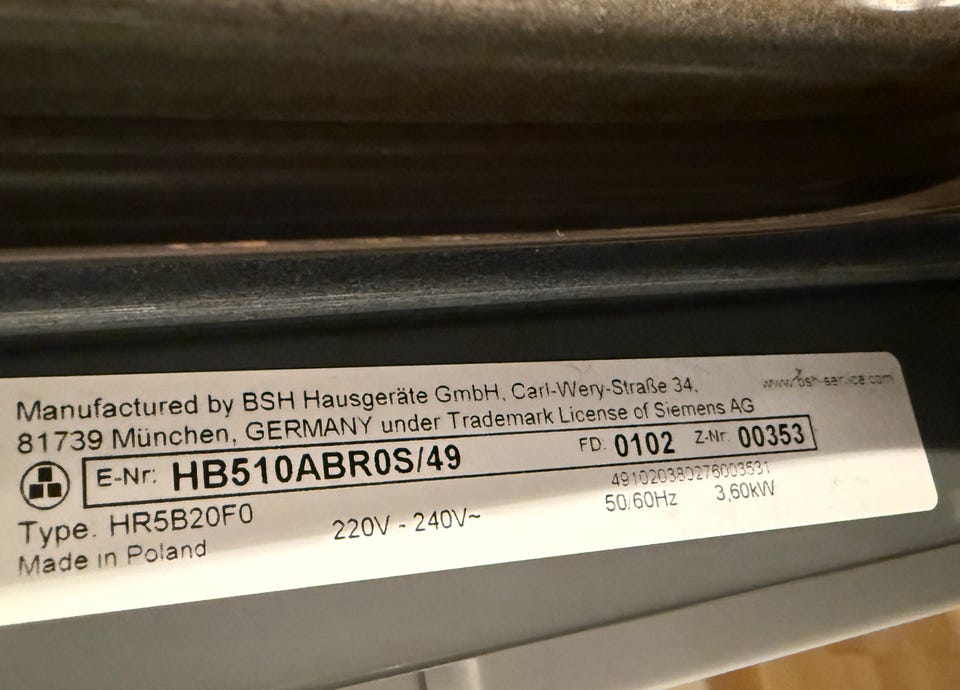 Manufactured by BSH Hausgeräte GmbH, Carl-Wery-Straße 34, www.bsh-service.com
81739 München, GERMANY under Trademark License of Siemens AG
E-Nr: HB510ABR0S/49 FD: 0102 Z-Nr: 00353
491020380276003531
Type. HR5B20F0 220V - 240V~ 50.60Hz 3,60kW
Made in Poland